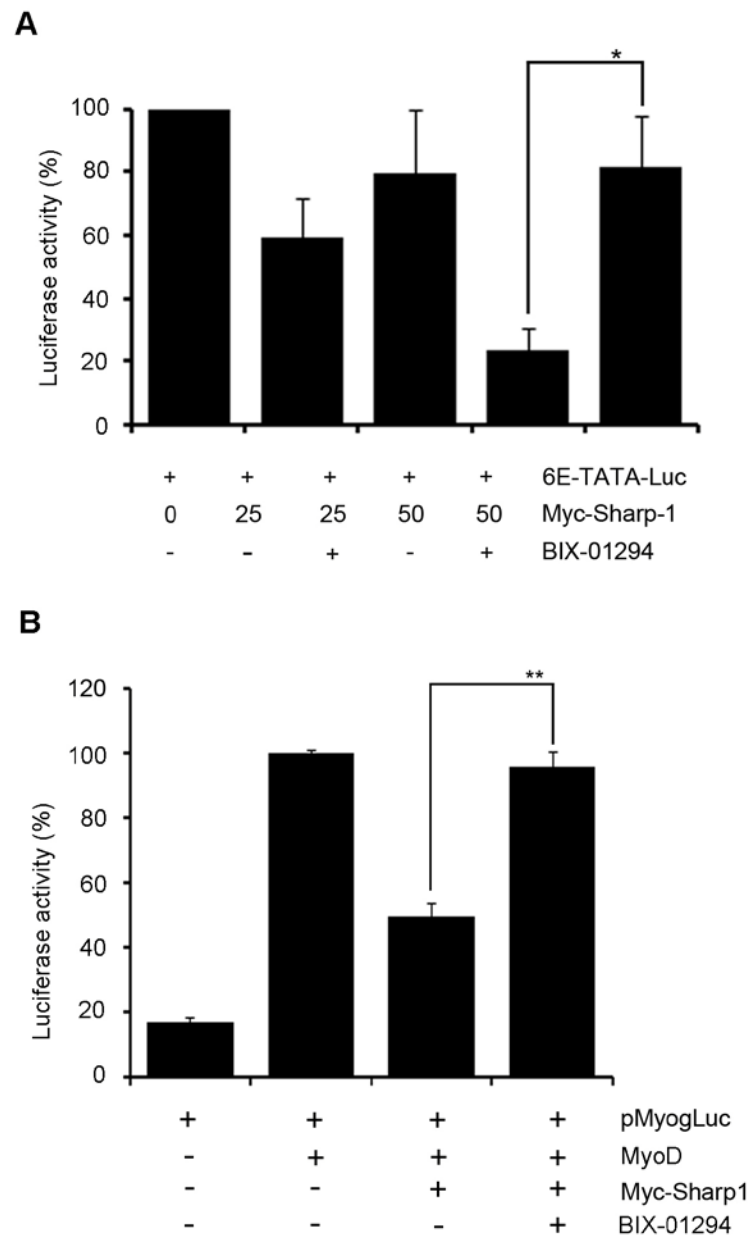 A
*
100
80
60
40
20
0
Luciferase activity (%)
+ + + + + 6E-TATA-Luc
0 25 25 50 50 Myc-Sharp-1
- - + - + BIX-01294
B
**
120
100
80
60
40
20
0
Luciferase activity (%)
+ + + + pMyogLuc
- + + + MyoD
- - + + Myc-Sharp1
- - - + BIX-01294